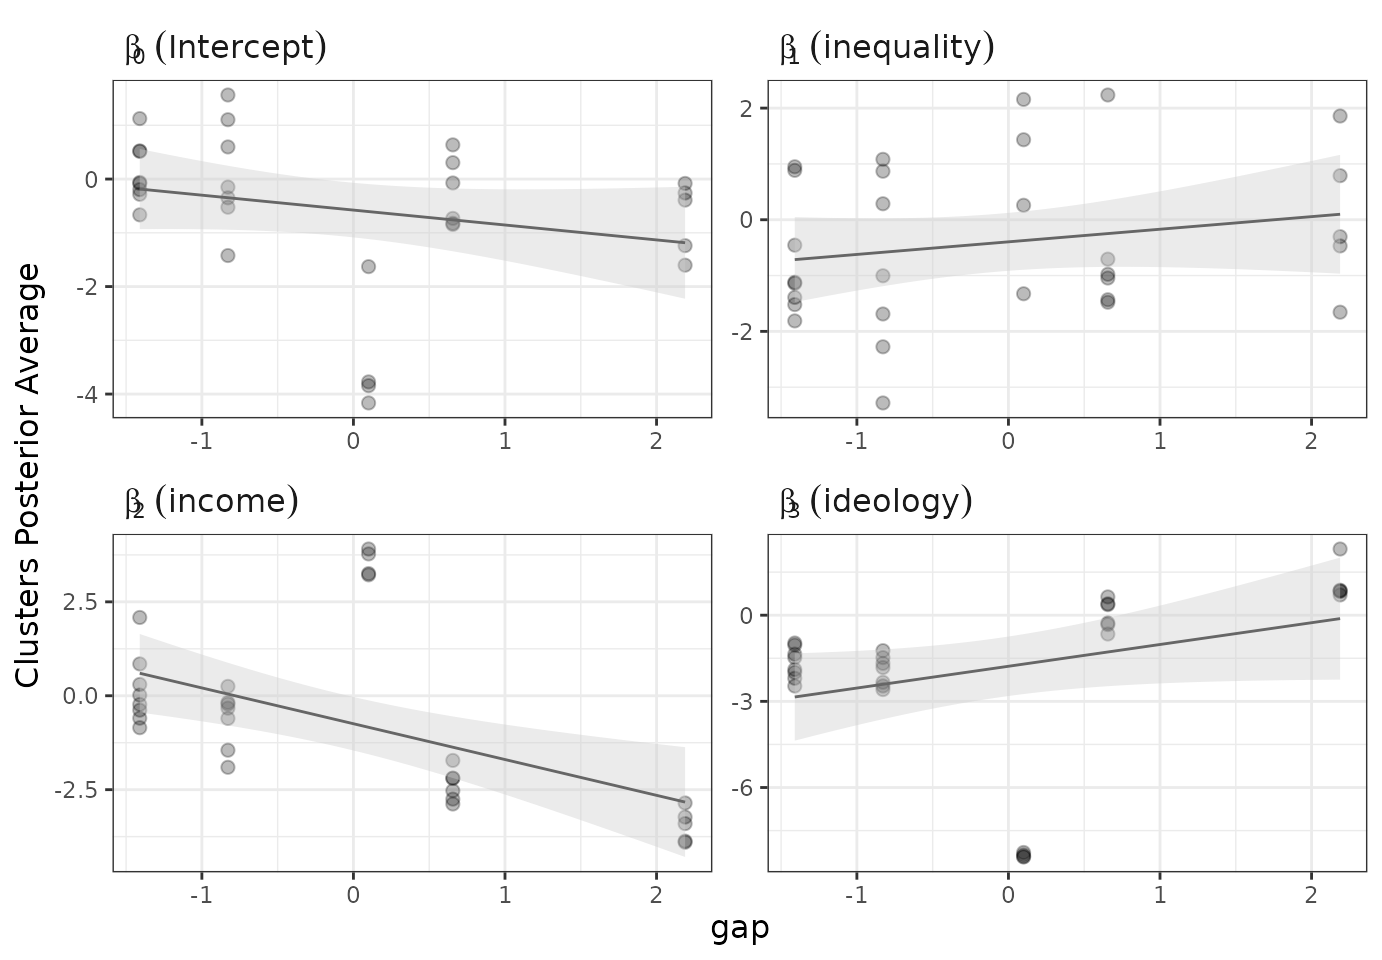 β₀ (Intercept)
β₁ (inequality)
0
-2
-4
2
0
-2
-1 0 1 2
-1 0 1 2
β₂ (income)
β₃ (ideology)
2.5
0.0
-2.5
0
-3
-6
-1 0 1 2
-1 0 1 2
Clusters Posterior Average
gap